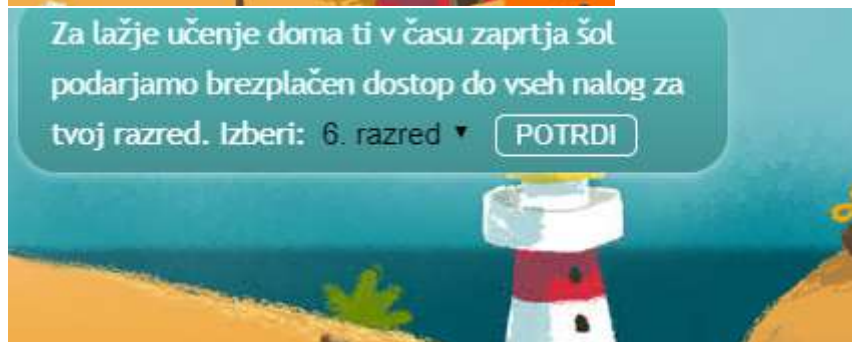 Za lažje učenje doma ti v času zaprtja šol
podarjamo brezplačen dostop do vseh nalog za
tvoj razred. Izberi: 6. razred ▼ POTRDI